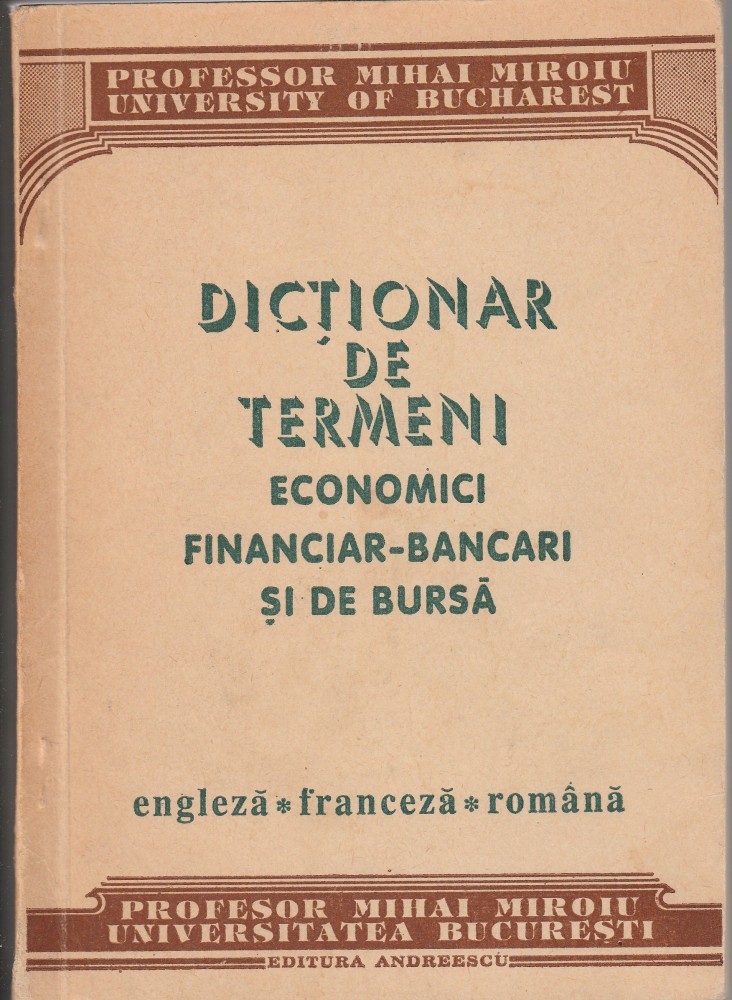 PROFESSOR MIHAI MIROIU
UNIVERSITY OF BUCHAREST
DICȚIONAR
DE
TERMENI
ECONOMICI
FINANCIAR-BANCARI
ȘI DE BURSĂ
engleză * franceză * română
PROFESOR MIHAI MIROIU
UNIVERSITATEA BUCUREȘTI
EDITURA ANDREESCU